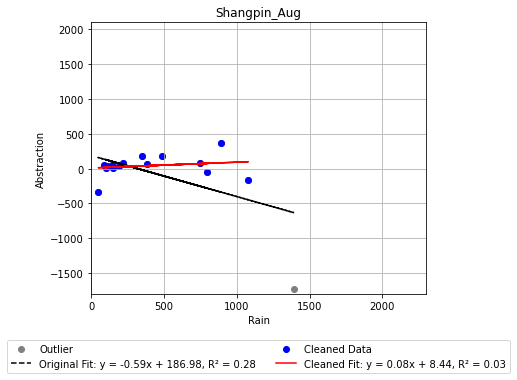 Shangpin_Aug
2000
1500
1000
500
0
−500
−1000
−1500
Abstraction
0 500 1000 1500 2000
Rain
Outlier Cleaned Data
Original Fit: y = -0.59x + 186.98, R² = 0.28 Cleaned Fit: y = 0.08x + 8.44, R² = 0.03